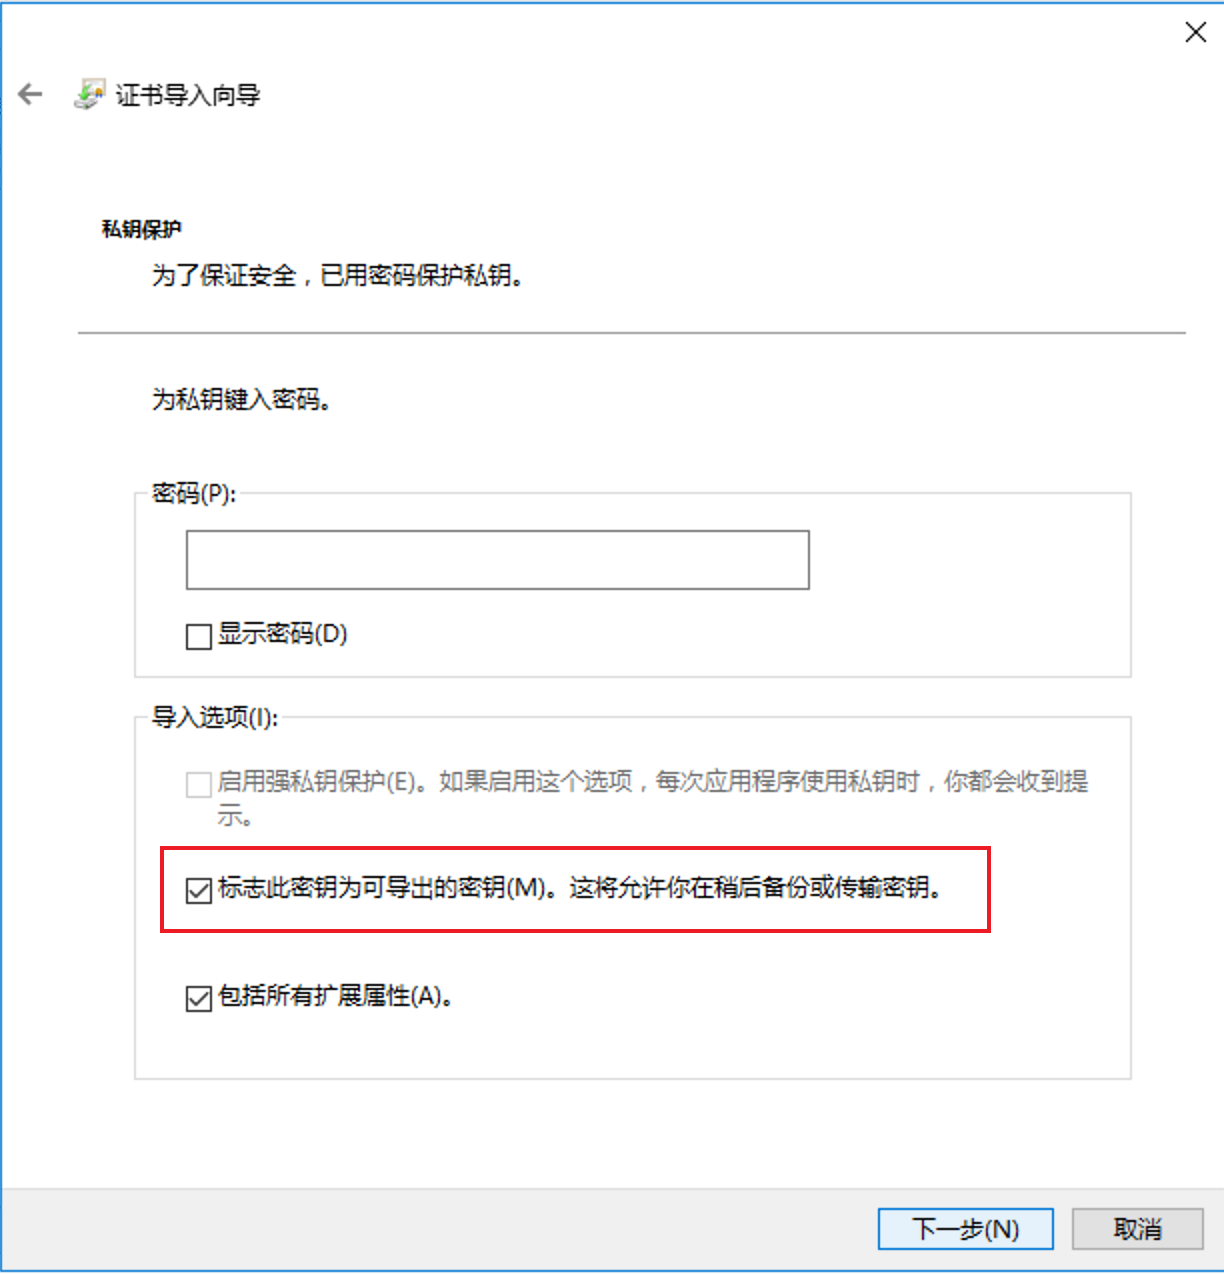 证书导入向导
私钥保护
为了保证安全，已用密码保护私钥。
为私钥键入密码。
密码(P):
显示密码(D)
导入选项(I):
启用强私钥保护(E)。如果启用这个选项，每次应用程序使用私钥时，你都会收到提
示。
标志此密钥为可导出的密钥(M)。这将允许你在稍后备份或传输密钥。
包括所有扩展属性(A)。
下一步(N)
取消